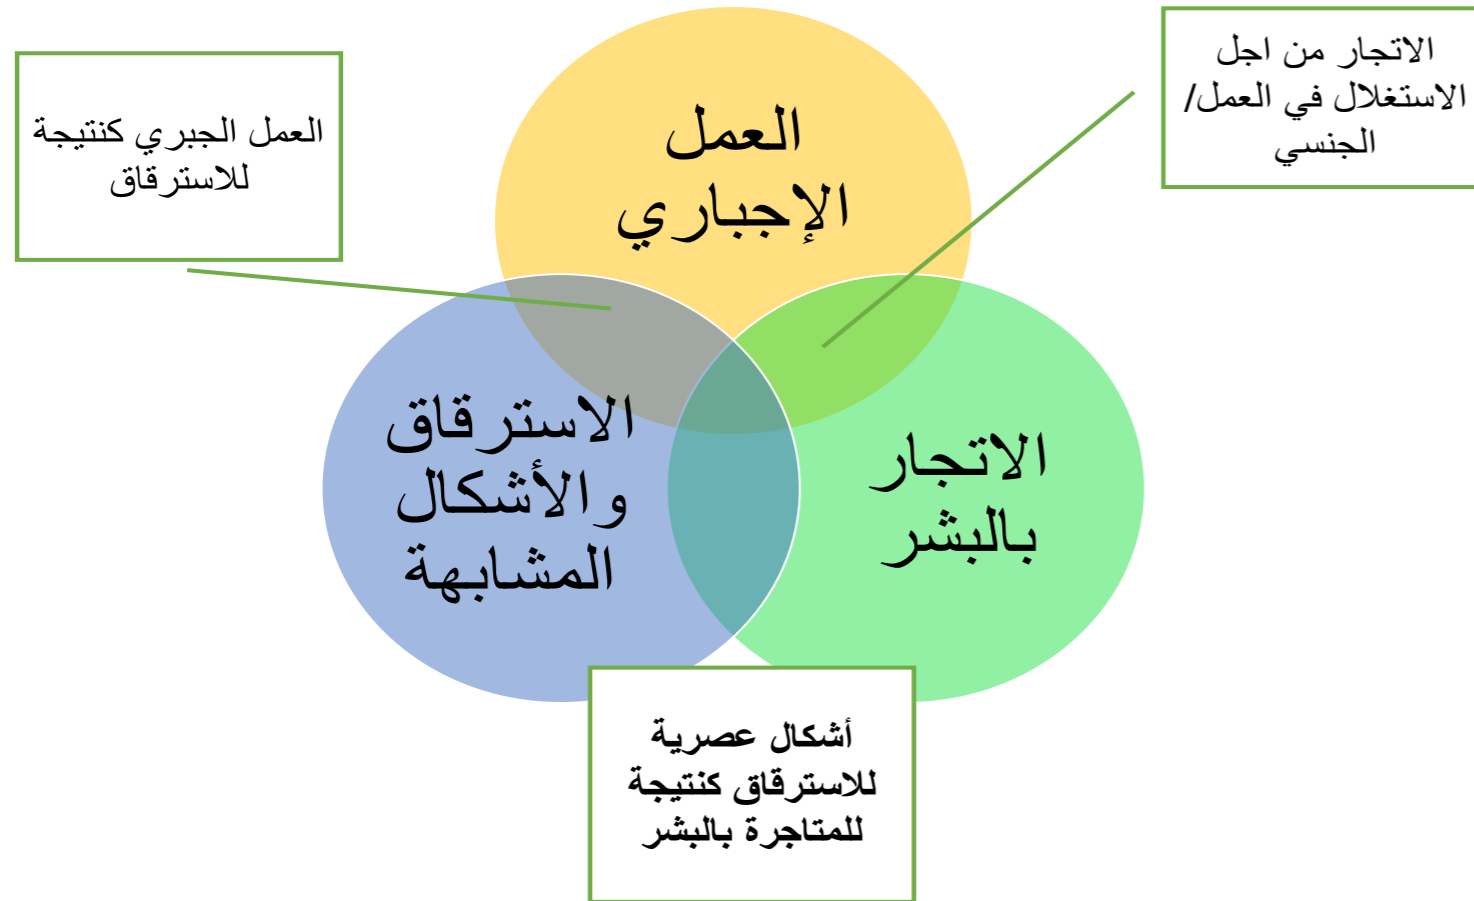 الاتجار من اجل
الاستغلال في العمل/
الجنسي
العمل الجبري كنتيجة
للاسترقاق
العمل
الإجباري
الاتجار
بالبشر
الاسترقاق
والأشكال
المشابهة
أشكال عصرية
للاسترقاق كنتيجة
للمتاجرة بالبشر